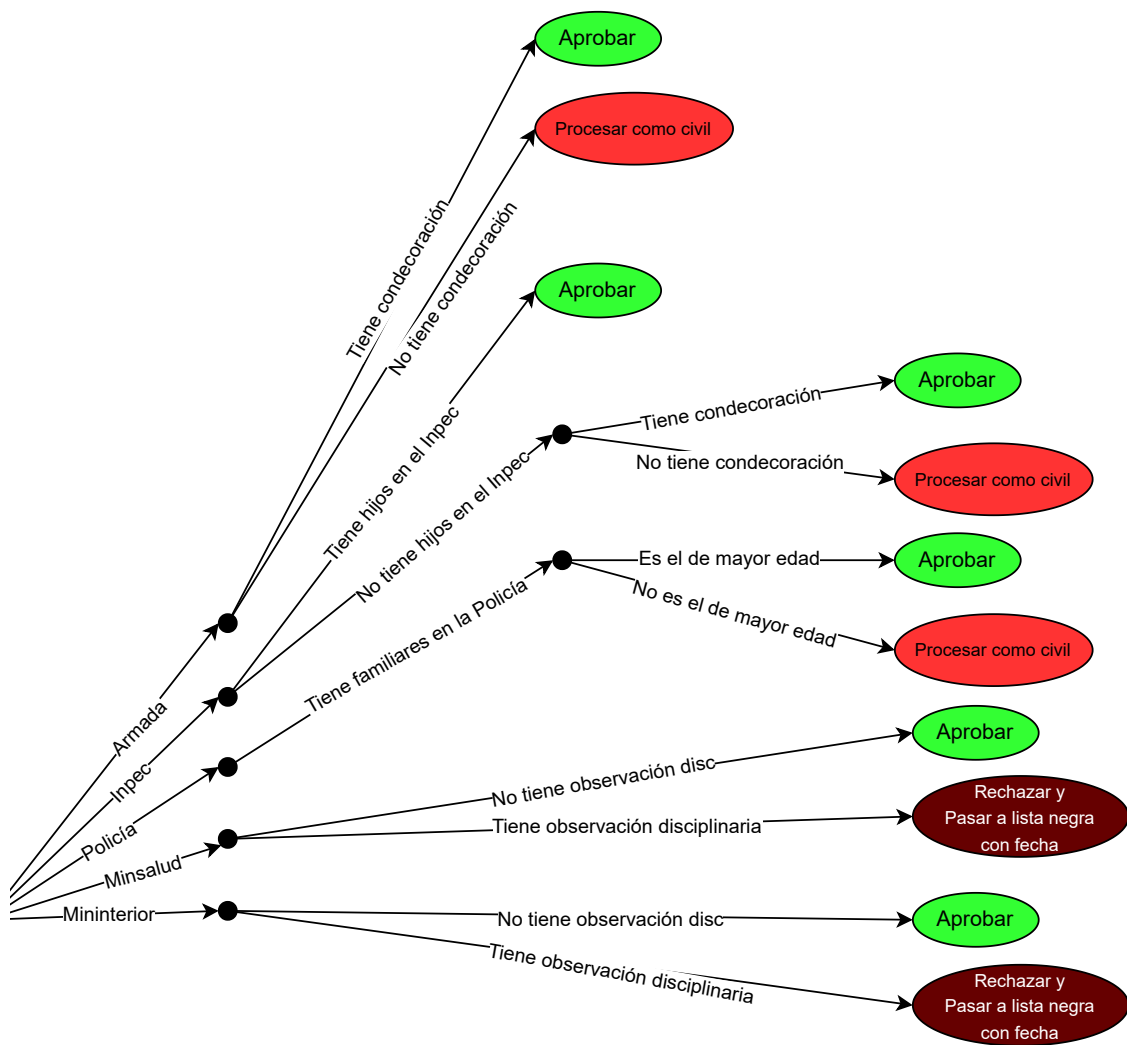 Aprobar
Procesar como civil
Tiene condecoración
No tiene condecoración
Aprobar
Tiene hijos en el Inpec
No tiene hijos en el Inpec
Tiene condecoración
Aprobar
No tiene condecoración
Procesar como civil
Es el de mayor edad
Aprobar
No es el de mayor edad
Procesar como civil
Tiene familiares en la Policía
Armada
Inpec
Policía
Minsalud
Mininterior
No tiene observación disc
Aprobar
Tiene observación disciplinaria
Rechazar y
Pasar a lista negra
con fecha
No tiene observación disc
Aprobar
Tiene observación disciplinaria
Rechazar y
Pasar a lista negra
con fecha